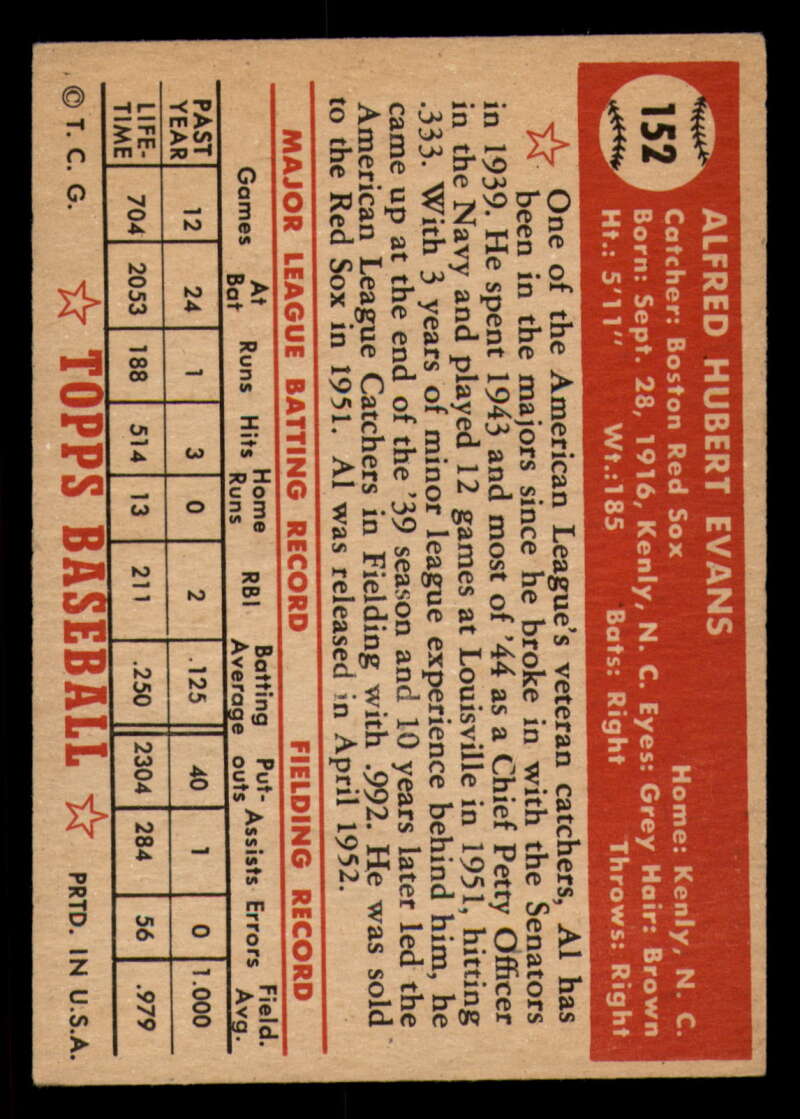 152
ALFRED HUBERT EVANS
Catcher: Boston Red Sox Home: Kenly, N. C.
Born: Sept. 28, 1916, Kenly, N. C. Eyes: Grey Hair: Brown
Ht.: 5'11" Wt.:185 Bats: Right Throws: Right
One of the American League's veteran catchers, Al has
been in the majors since he broke in with the Senators
in 1939. He spent 1943 and most of '44 as a Chief Petty Officer
in the Navy and played 12 games at Louisville in 1951, hitting
.333. With 3 years of minor league experience behind him, he
came up at the end of the '39 season and 10 years later led the
American League Catchers in Fielding with .992. He was sold
to the Red Sox in 1951. Al was released in April 1952.
MAJOR LEAGUE BATTING RECORD FIELDING RECORD
Games At Bat Runs Hits Home Runs RBI Batting Average Put-outs Assists Errors Field. Avg.
PAST YEAR 12 24 1 3 0 2 .125 40 1 0 1.000
LIFE-TIME 704 2053 188 514 13 211 .250 2304 284 56 .979
© T. C. G. TOPPS BASEBALL PRTD. IN U.S.A.